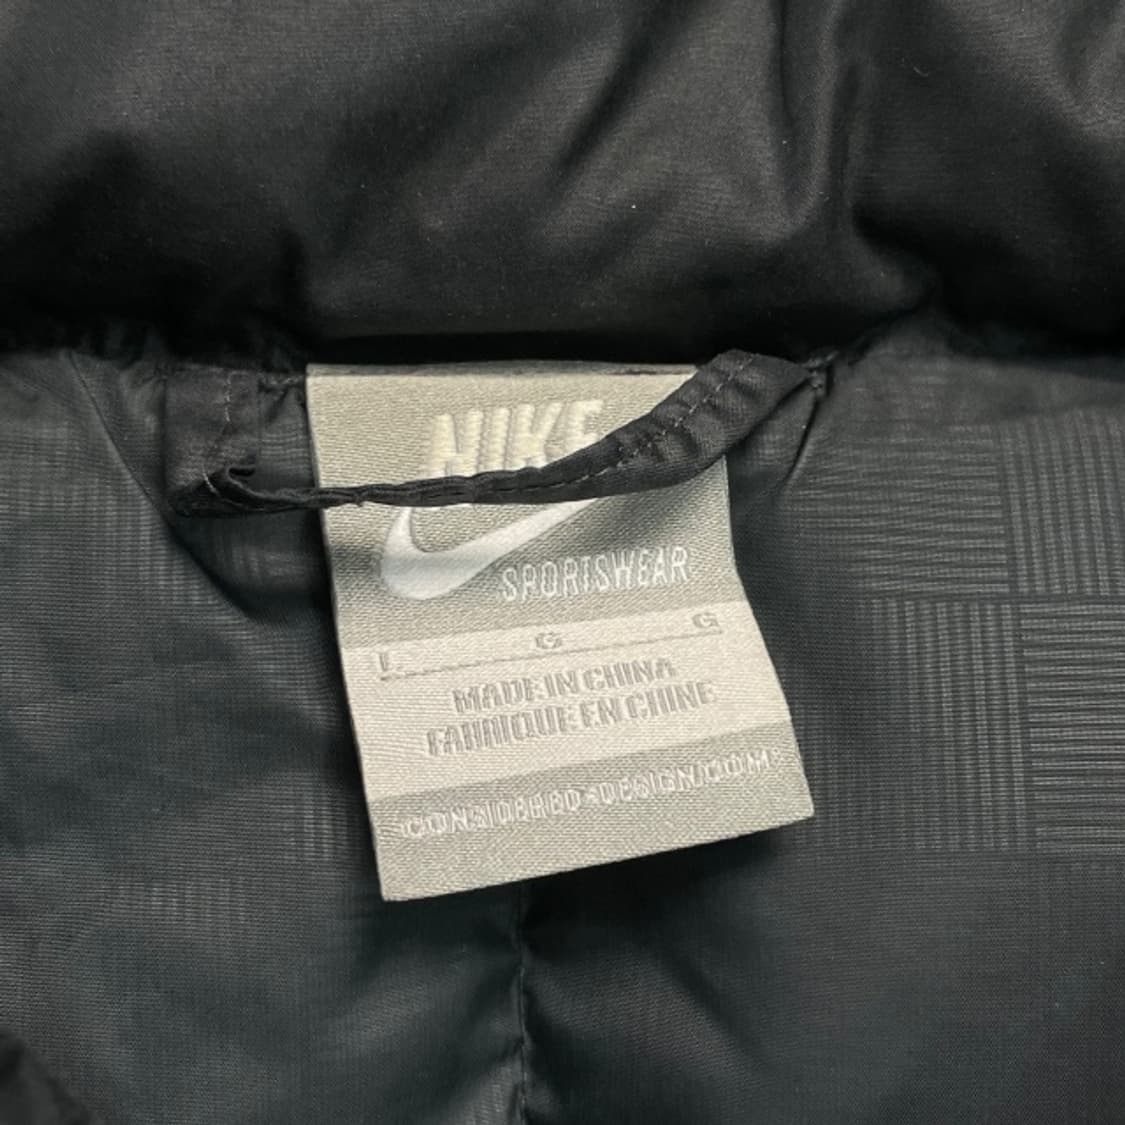 NIKE
SPORTSWEAR
L G G
MADE IN CHINA
FABRIQUE EN CHINE
CONSIDERED-DESIGN.COM